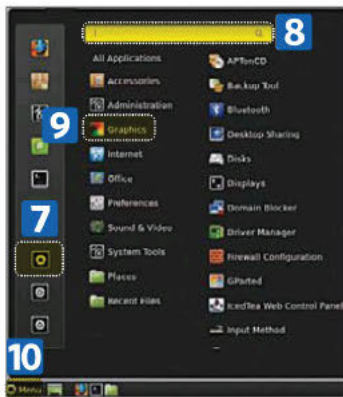 8
All Applications
APTonCD
Accessories
Backup Tool
Administration
Bluetooth
9
Graphics
Desktop Sharing
Internet
Disks
Office
Displays
Preferences
Domain Blocker
7
Sound & Video
Driver Manager
System Tools
Firewall Configuration
Places
GParted
Recent Files
IcedTea Web Control Panel
Input Method
10
Menu